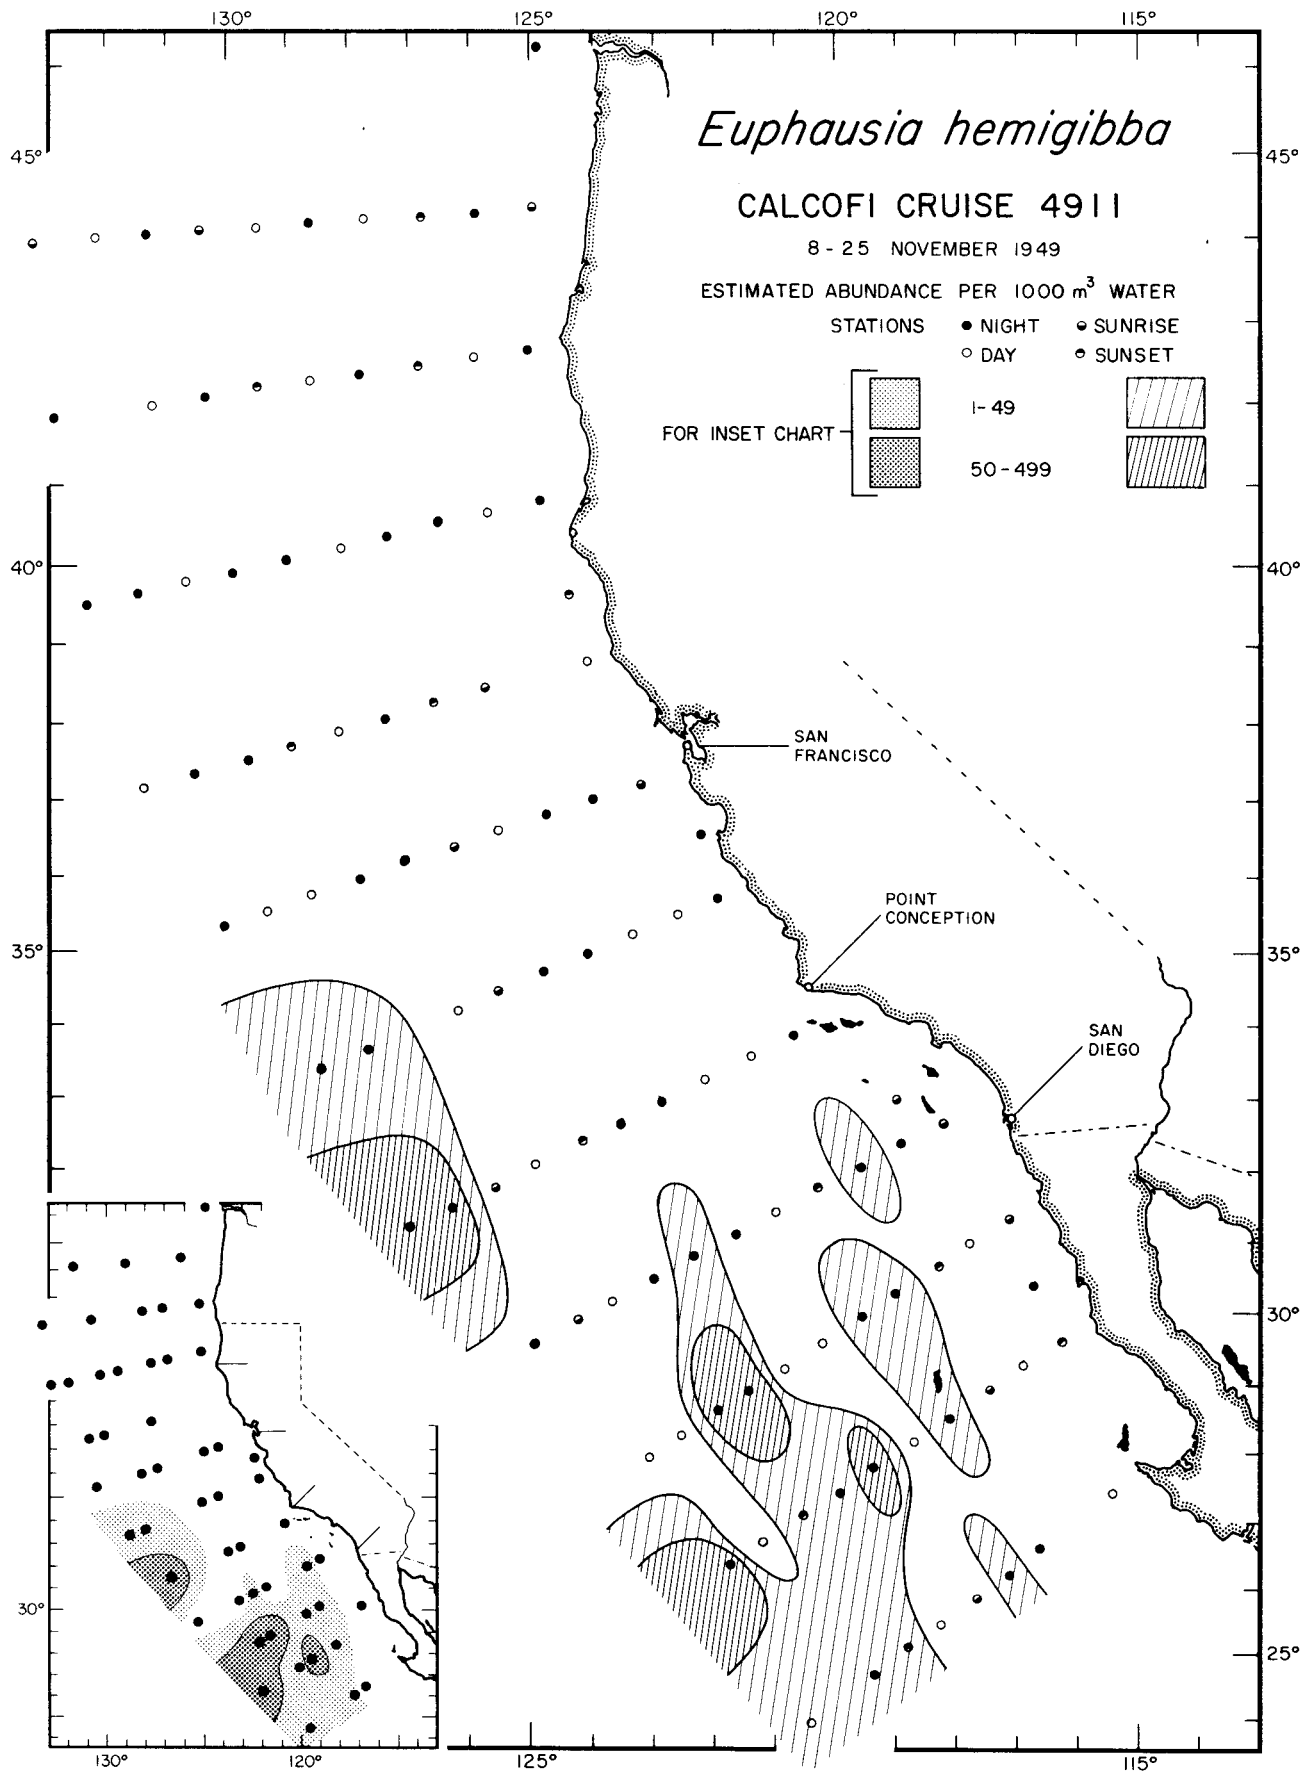 130° 125° 120° 115°
Euphausia hemigibba
45° 45°
CALCOFI CRUISE 4911
8-25 NOVEMBER 1949
ESTIMATED ABUNDANCE PER 1000 m³ WATER
STATIONS NIGHT SUNRISE
DAY SUNSET
1-49
FOR INSET CHART
50-499
40° 40°
SAN
FRANCISCO
POINT
CONCEPTION
35° 35°
SAN
DIEGO
30°
30°
25°
130° 120° 125° 115°